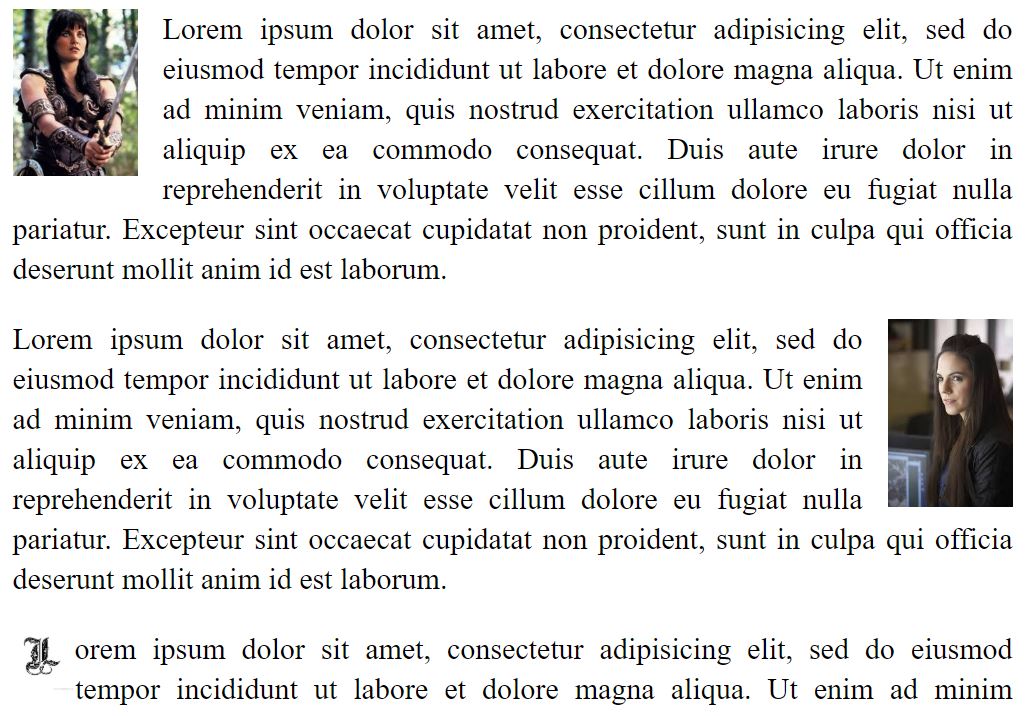 Lorem ipsum dolor sit amet, consectetur adipisicing elit, sed do
eiusmod tempor incididunt ut labore et dolore magna aliqua. Ut enim
ad minim veniam, quis nostrud exercitation ullamco laboris nisi ut
aliquip ex ea commodo consequat. Duis aute irure dolor in
reprehenderit in voluptate velit esse cillum dolore eu fugiat nulla
pariatur. Excepteur sint occaecat cupidatat non proident, sunt in culpa qui officia
deserunt mollit anim id est laborum.
Lorem ipsum dolor sit amet, consectetur adipisicing elit, sed do
eiusmod tempor incididunt ut labore et dolore magna aliqua. Ut enim
ad minim veniam, quis nostrud exercitation ullamco laboris nisi ut
aliquip ex ea commodo consequat. Duis aute irure dolor in
reprehenderit in voluptate velit esse cillum dolore eu fugiat nulla
pariatur. Excepteur sint occaecat cupidatat non proident, sunt in culpa qui officia
deserunt mollit anim id est laborum.
Lorem ipsum dolor sit amet, consectetur adipisicing elit, sed do eiusmod
tempor incididunt ut labore et dolore magna aliqua. Ut enim ad minim